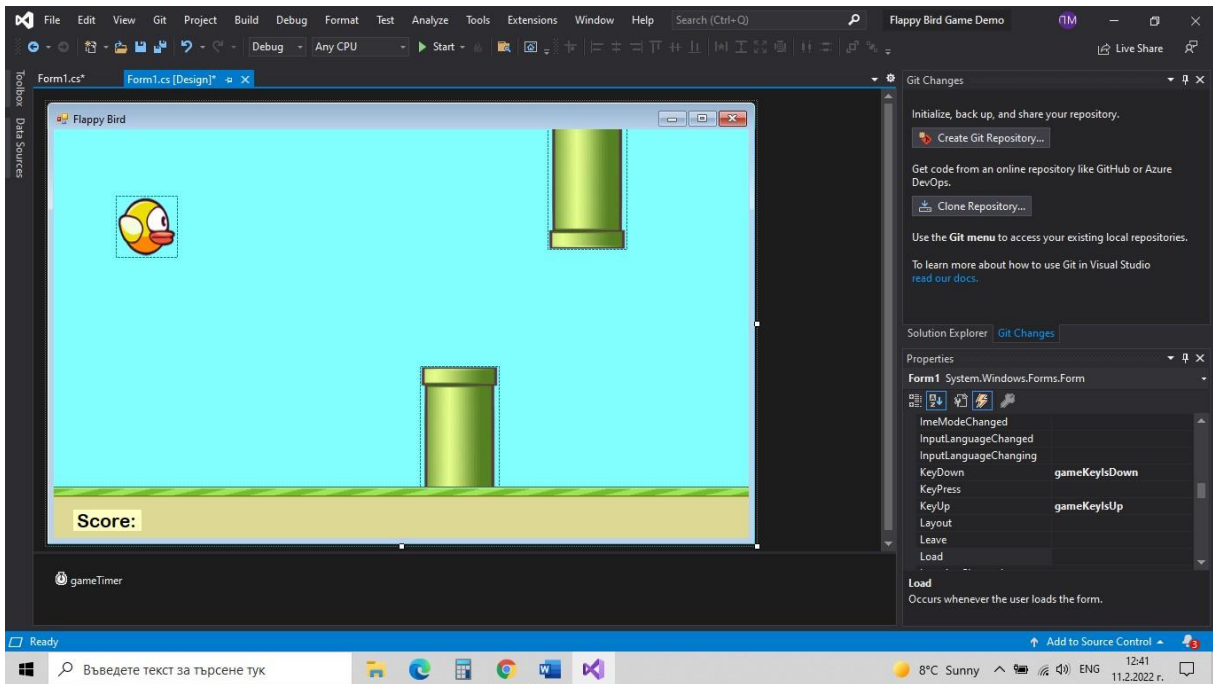 File Edit View Git Project Build Debug Format Test Analyze Tools Extensions Window Help Search (Ctrl+Q) Flappy Bird Game Demo ПМ
Debug Any CPU Start Live Share
Toolbox
Data Sources
Form1.cs* Form1.cs [Design]*
Flappy Bird
Score:
gameTimer
Git Changes
Initialize, back up, and share your repository.
Create Git Repository...
Get code from an online repository like GitHub or Azure
DevOps.
Clone Repository...
Use the Git menu to access your existing local repositories.
To learn more about how to use Git in Visual Studio
read our docs.
Solution Explorer Git Changes
Properties
Form1 System.Windows.Forms.Form
ImeModeChanged
InputLanguageChanged
InputLanguageChanging
KeyDown gameKeyIsDown
KeyPress
KeyUp gameKeyIsUp
Layout
Leave
Load
Load
Occurs whenever the user loads the form.
Ready Add to Source Control 3
Въведете текст за търсене тук 8°C Sunny ENG 12:41
11.2.2022 г.